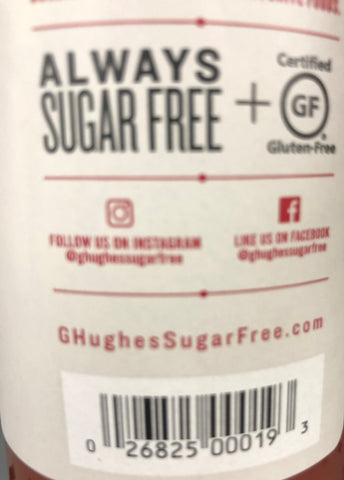 ALWAYS
SUGAR FREE
+
Certified
GF
Gluten-Free
FOLLOW US ON INSTAGRAM
@ghughessugarfree
LIKE US ON FACEBOOK
@ghughessugarfree
GHughesSugarFree.com
0 26825 00019 3